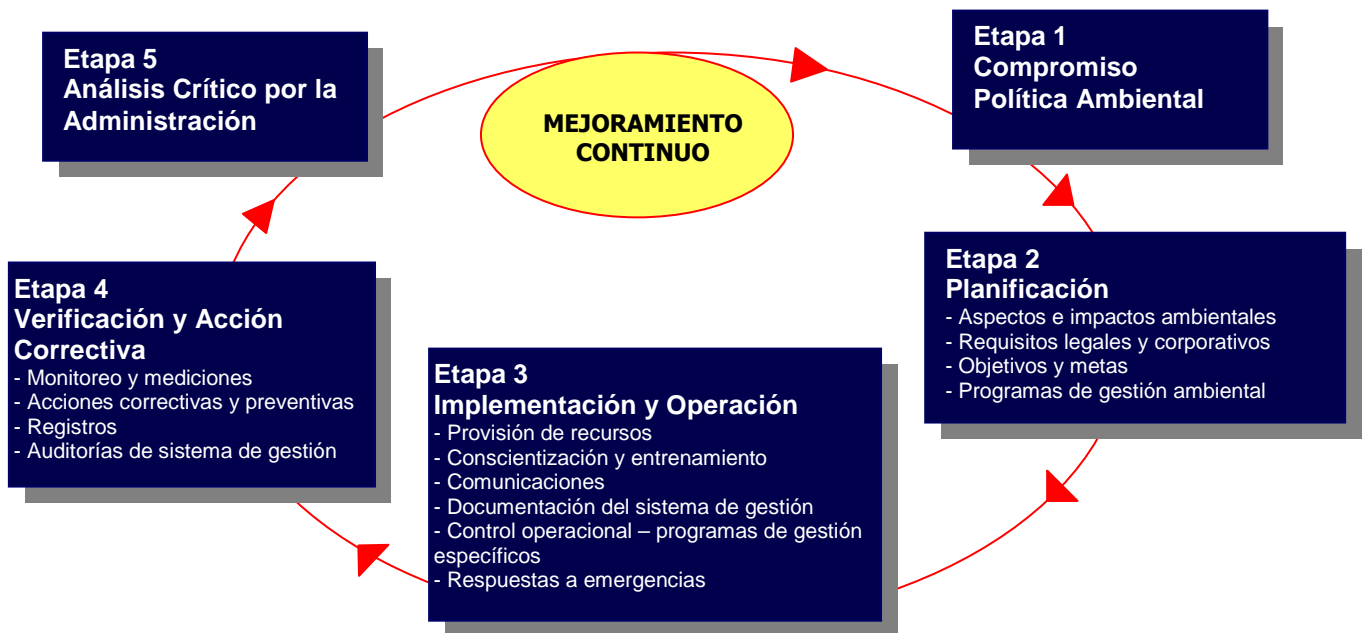 Etapa 5
Análisis Crítico por la
Administración
MEJORAMIENTO
CONTINUO
Etapa 1
Compromiso
Política Ambiental
Etapa 2
Planificación
- Aspectos e impactos ambientales
- Requisitos legales y corporativos
- Objetivos y metas
- Programas de gestión ambiental
Etapa 3
Implementación y Operación
- Provisión de recursos
- Conscientización y entrenamiento
- Comunicaciones
- Documentación del sistema de gestión
- Control operacional – programas de gestión
específicos
- Respuestas a emergencias
Etapa 4
Verificación y Acción
Correctiva
- Monitoreo y mediciones
- Acciones correctivas y preventivas
- Registros
- Auditorías de sistema de gestión